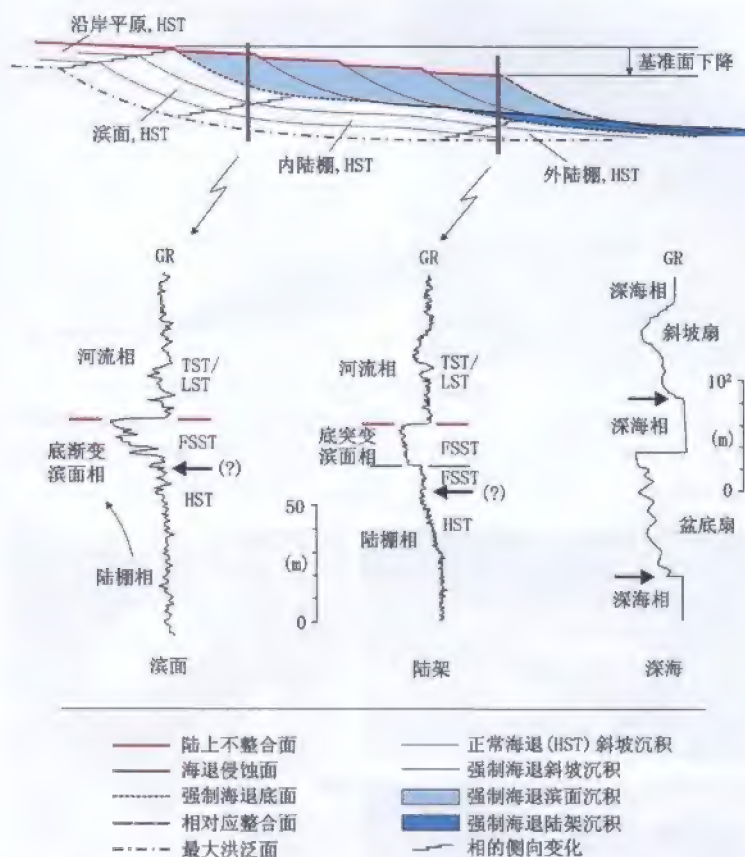 沿岸平原,HST
基准面下降
滨面,HST
内陆棚,HST
外陆棚,HST
GR
GR
GR
深海相
斜坡扇
河流相
TST/
LST
河流相
TST/
LST
10²
(m)
0
深海相
底渐变
滨面相
FSST
(?)
HST
底突变
滨面相
FSST
FSST
(?)
HST
盆底扇
陆棚相
50
(m)
0
陆棚相
深海相
滨面
陆架
深海
陆上不整合面
正常海退(HST)斜坡沉积
海退侵蚀面
强制海退斜坡沉积
强制海退底面
强制海退滨面沉积
相对应整合面
强制海退陆架沉积
最大洪泛面
相的侧向变化